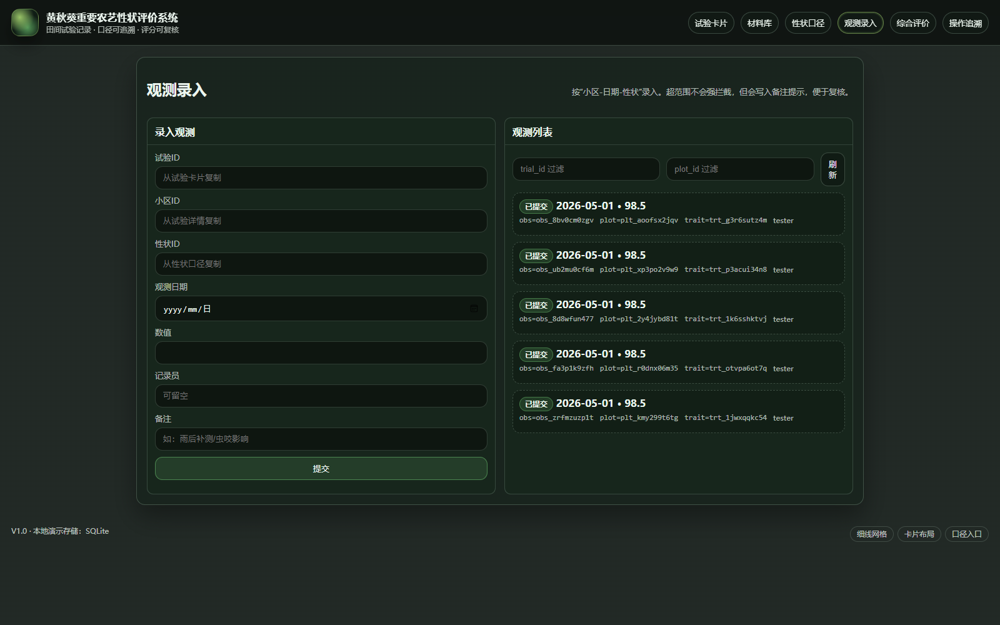 黄秋葵重要农艺性状评价系统
田间试验记录 · 口径可追溯 · 评分可复核
试验卡片
材料库
性状口径
观测录入
综合评价
操作追溯
观测录入
按“小区-日期-性状”录入。超范围不会强拦截，但会写入备注提示，便于复核。
录入观测
试验ID
从试验卡片复制
小区ID
从试验详情复制
性状ID
从性状口径复制
观测日期
yyyy/mm/日
数值
记录员
可留空
备注
如：雨后补测/虫咬影响
提交
观测列表
trial_id 过滤
plot_id 过滤
刷
新
已提交 2026-05-01 • 98.5
obs=obs_8bv0cm0zgv plot=plt_aoofsx2jqv trait=trt_g3r6sutz4m tester
已提交 2026-05-01 • 98.5
obs=obs_ub2mu0cf6m plot=plt_xp3po2v9w9 trait=trt_p3acui34n8 tester
已提交 2026-05-01 • 98.5
obs=obs_8d8wfun477 plot=plt_2y4jybd81t trait=trt_1k6sshktvj tester
已提交 2026-05-01 • 98.5
obs=obs_fa3p1k9zfh plot=plt_r0dnx06m35 trait=trt_otvpa6ot7q tester
已提交 2026-05-01 • 98.5
obs=obs_zrfmzuzp1t plot=plt_kmy299t6tg trait=trt_1jwxqqkc54 tester
V1.0 · 本地演示存储：SQLite
细线网格
卡片布局
口径入口